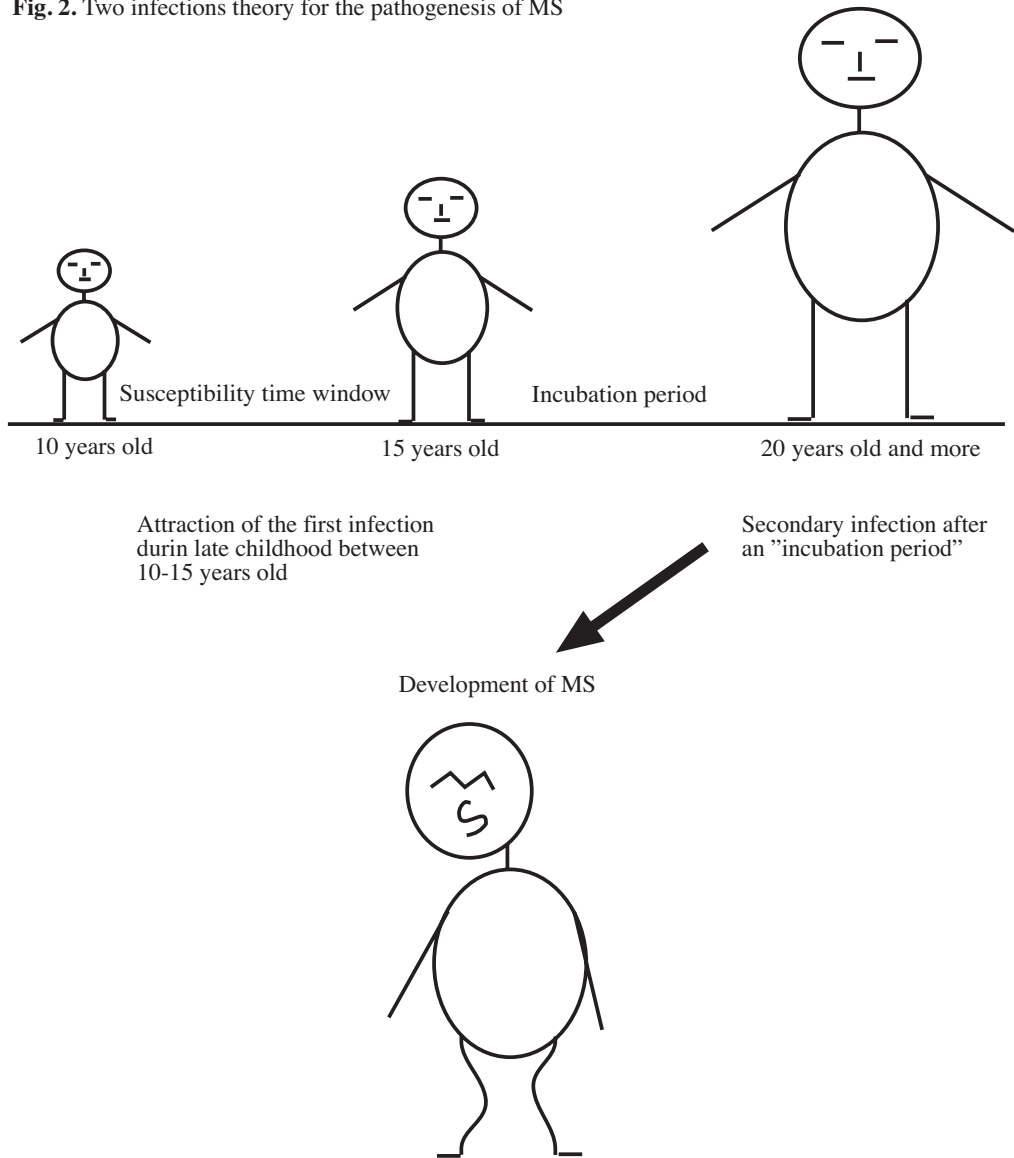 Fig. 2. Two infections theory for the pathogenesis of MS
Susceptibility time window
Incubation period
10 years old
15 years old
20 years old and more
Attraction of the first infection
durin late childhood between
10-15 years old
Secondary infection after
an ”incubation period”
Development of MS
M
S